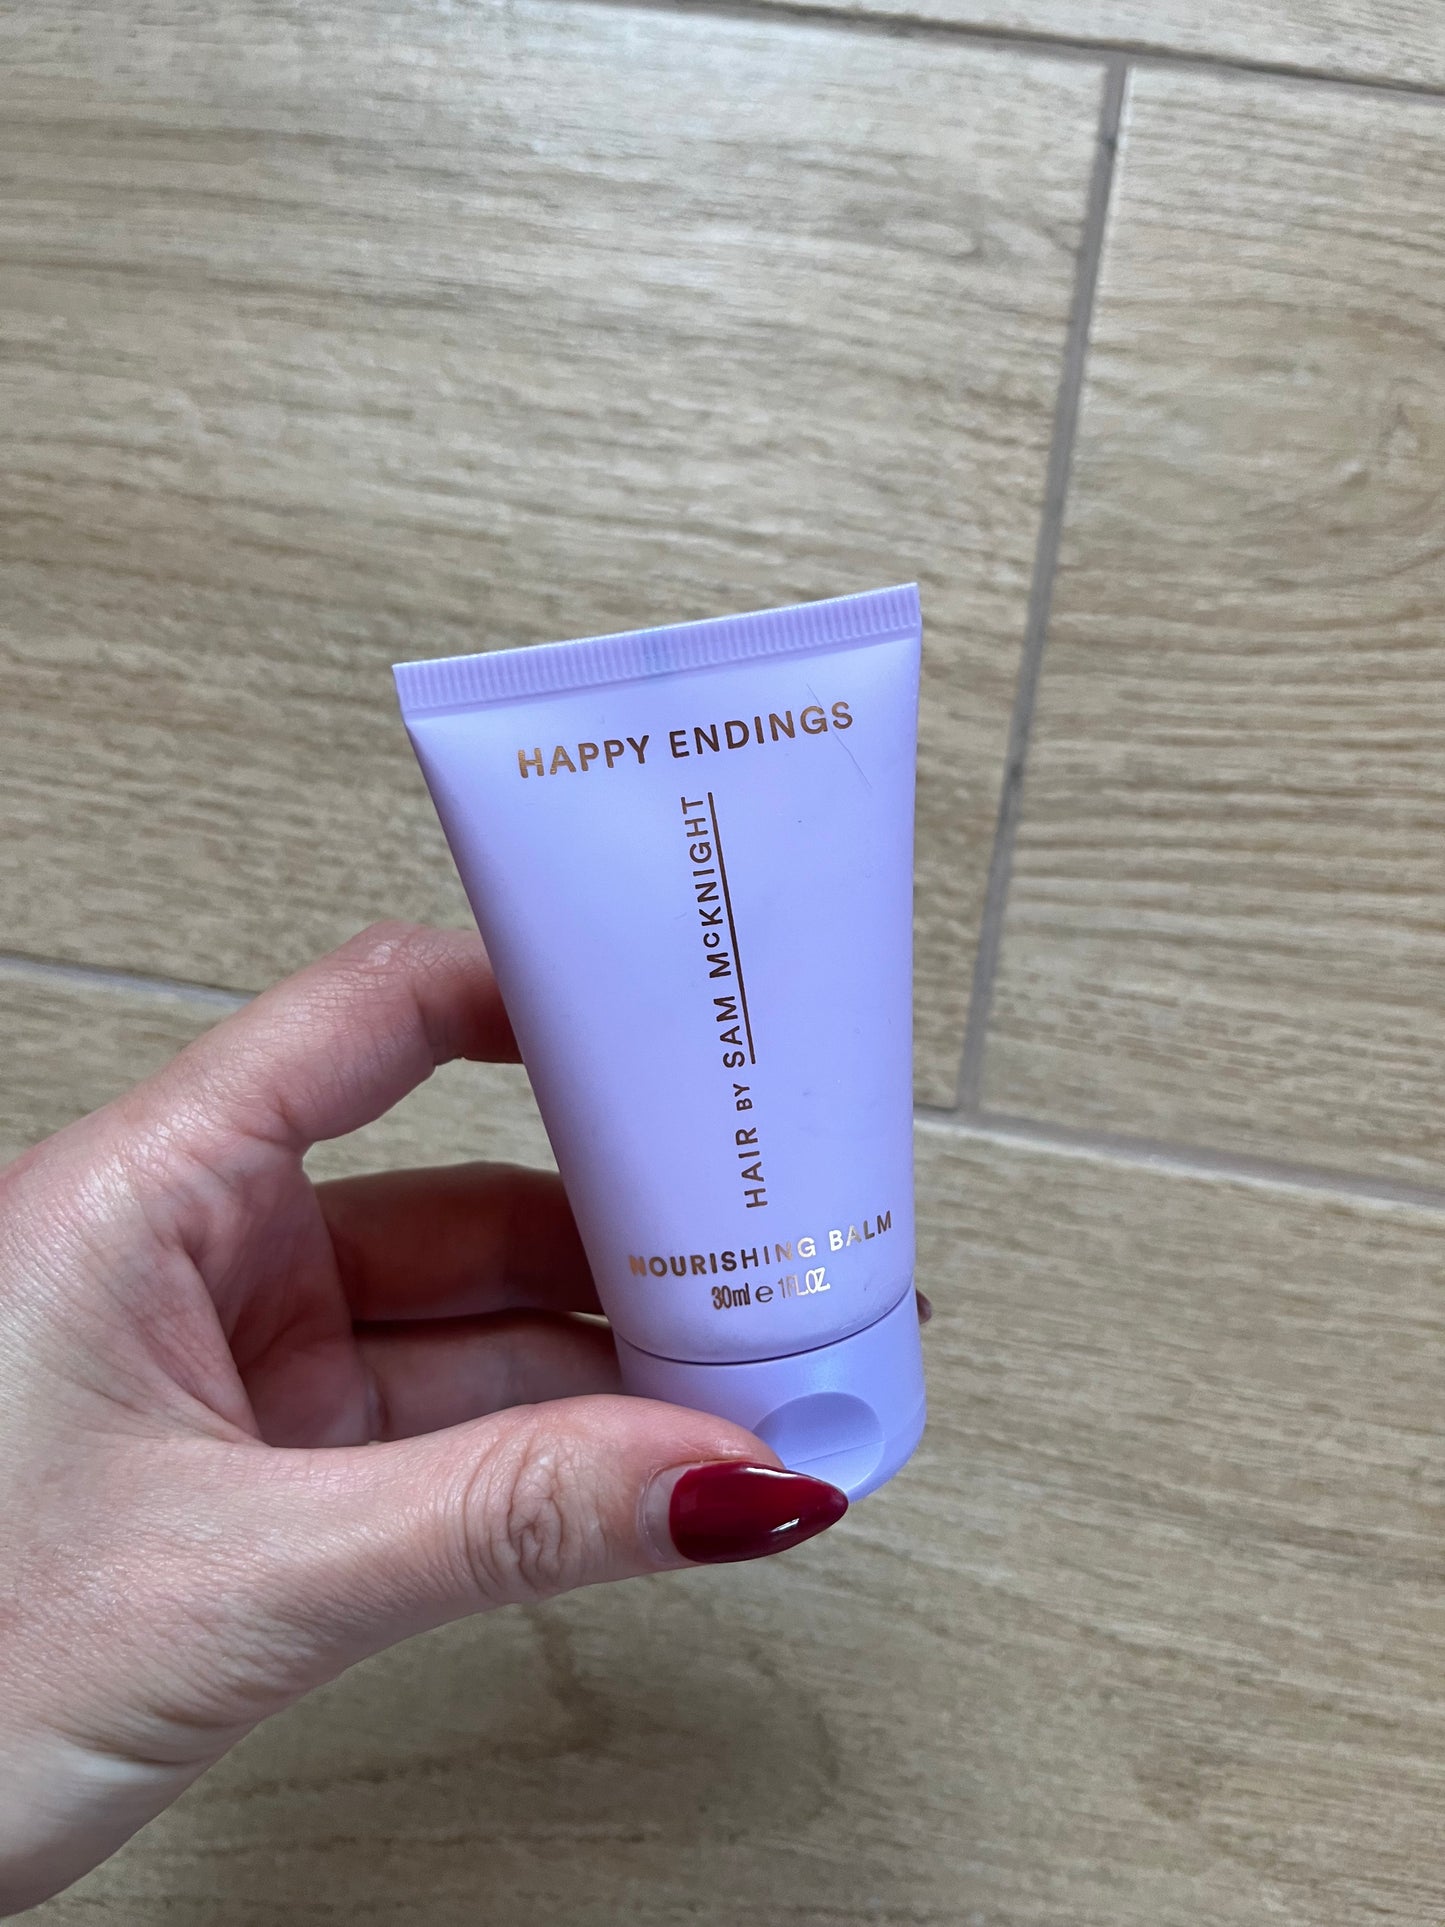 HAPPY ENDINGS
HAIR BY SAM McKNIGHT
NOURISHING BALM
30ml e 1FL.OZ.